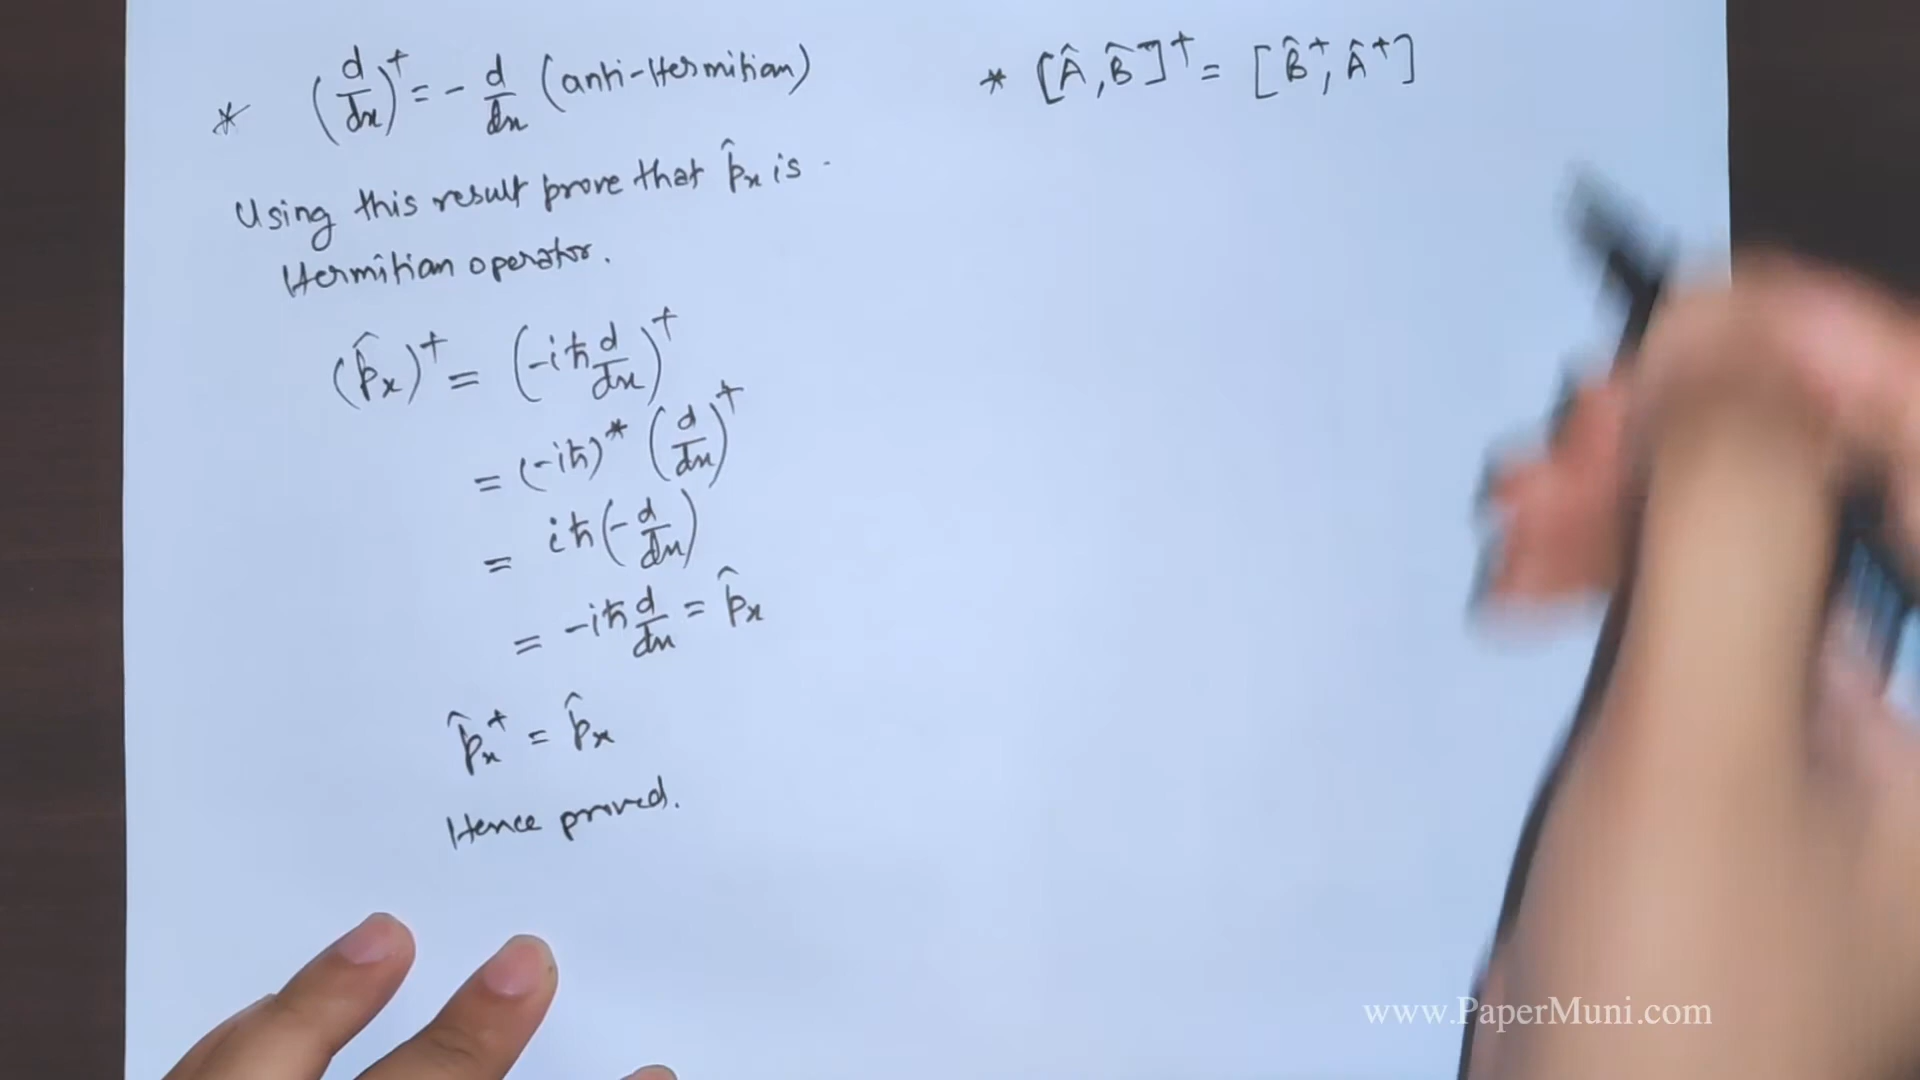 * (d/dx)† = - d/dx (anti-Hermitian)
Using this result prove that p̂x is
Hermitian operator.
(p̂x)† = (-iħ d/dx)†
= (-iħ)* (d/dx)†
= iħ(-d/dx)
= -iħ d/dx = p̂x
p̂x† = p̂x
Hence proved.
* [Â, B̂]† = [B̂†, Â†]
www.PaperMuni.com